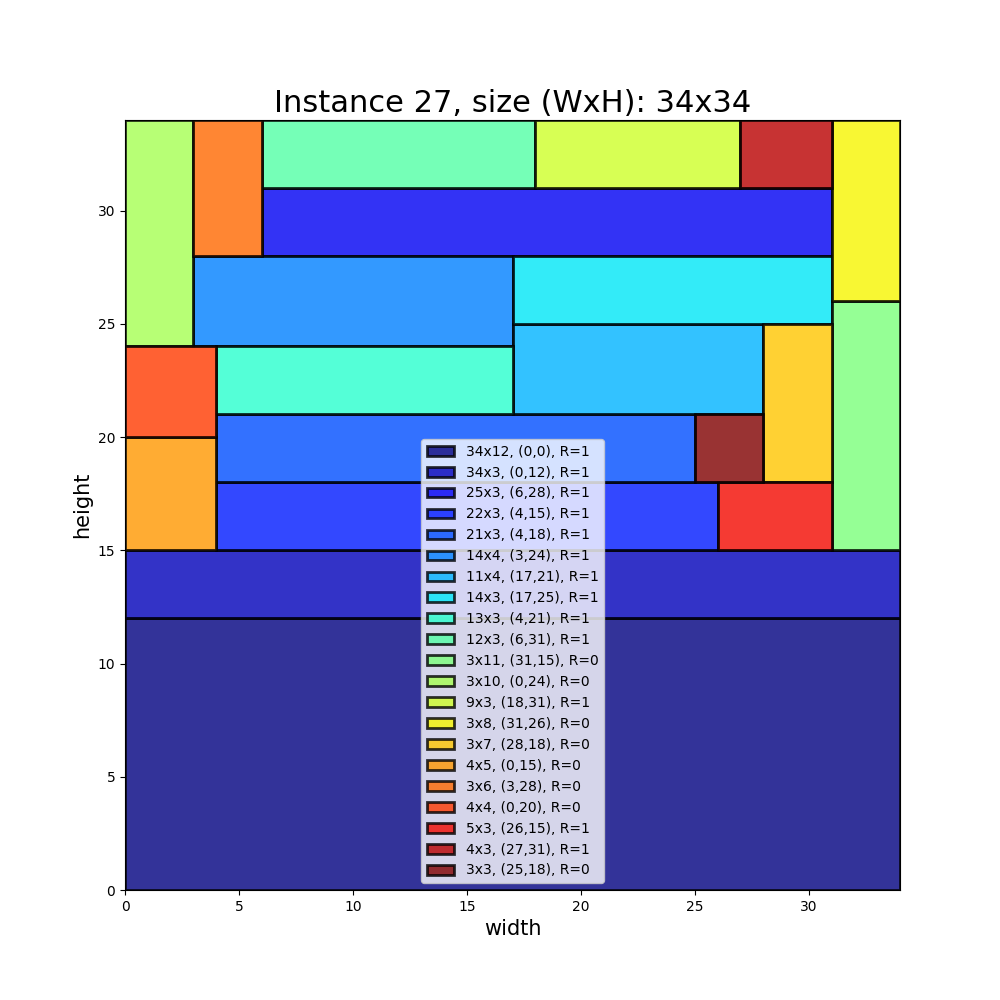 Instance 27, size (WxH): 34x34
30
25
20
15
10
5
0
height
34x12, (0,0), R=1
34x3, (0,12), R=1
25x3, (6,28), R=1
22x3, (4,15), R=1
21x3, (4,18), R=1
14x4, (3,24), R=1
11x4, (17,21), R=1
14x3, (17,25), R=1
13x3, (4,21), R=1
12x3, (6,31), R=1
3x11, (31,15), R=0
3x10, (0,24), R=0
9x3, (18,31), R=1
3x8, (31,26), R=0
3x7, (28,18), R=0
4x5, (0,15), R=0
3x6, (3,28), R=0
4x4, (0,20), R=0
5x3, (26,15), R=1
4x3, (27,31), R=1
3x3, (25,18), R=0
0 5 10 15 20 25 30
width